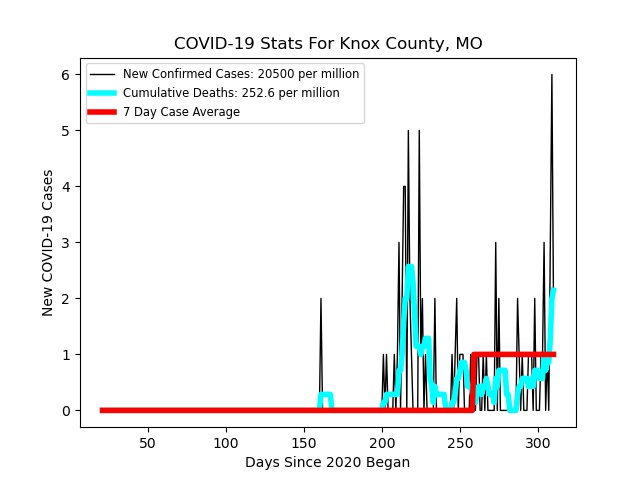 COVID-19 Stats For Knox County, MO
New Confirmed Cases: 20500 per million
Cumulative Deaths: 252.6 per million
7 Day Case Average
New COVID-19 Cases
6
5
4
3
2
1
0
50 100 150 200 250 300
Days Since 2020 Began